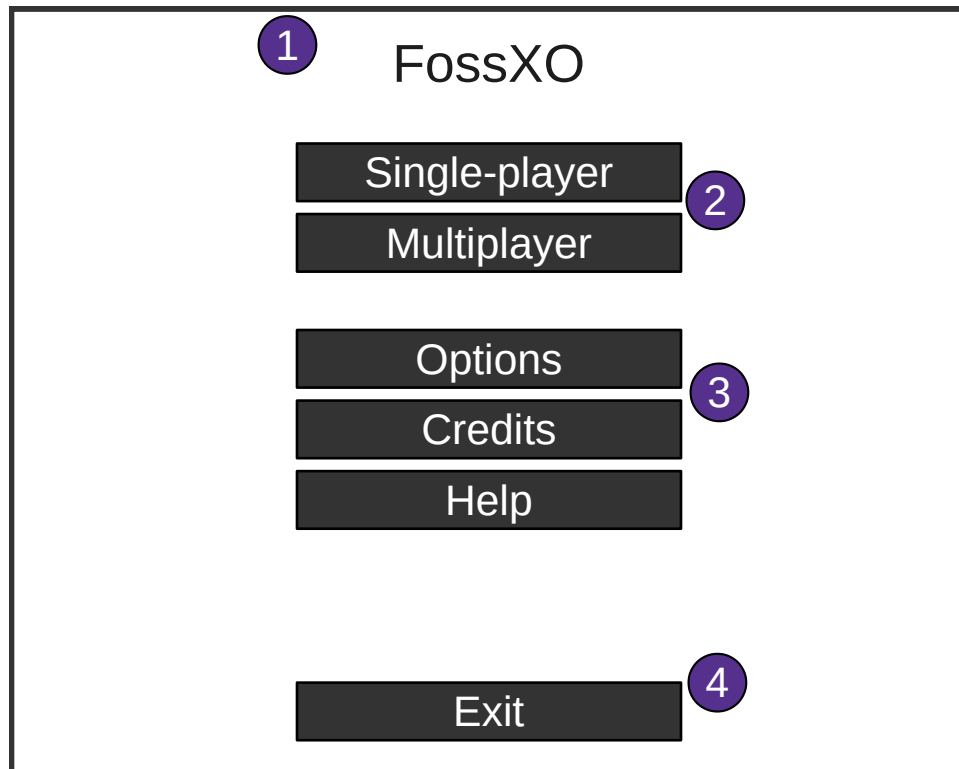 1
FossXO
Single-player
2
Multiplayer
Options
3
Credits
Help
4
Exit